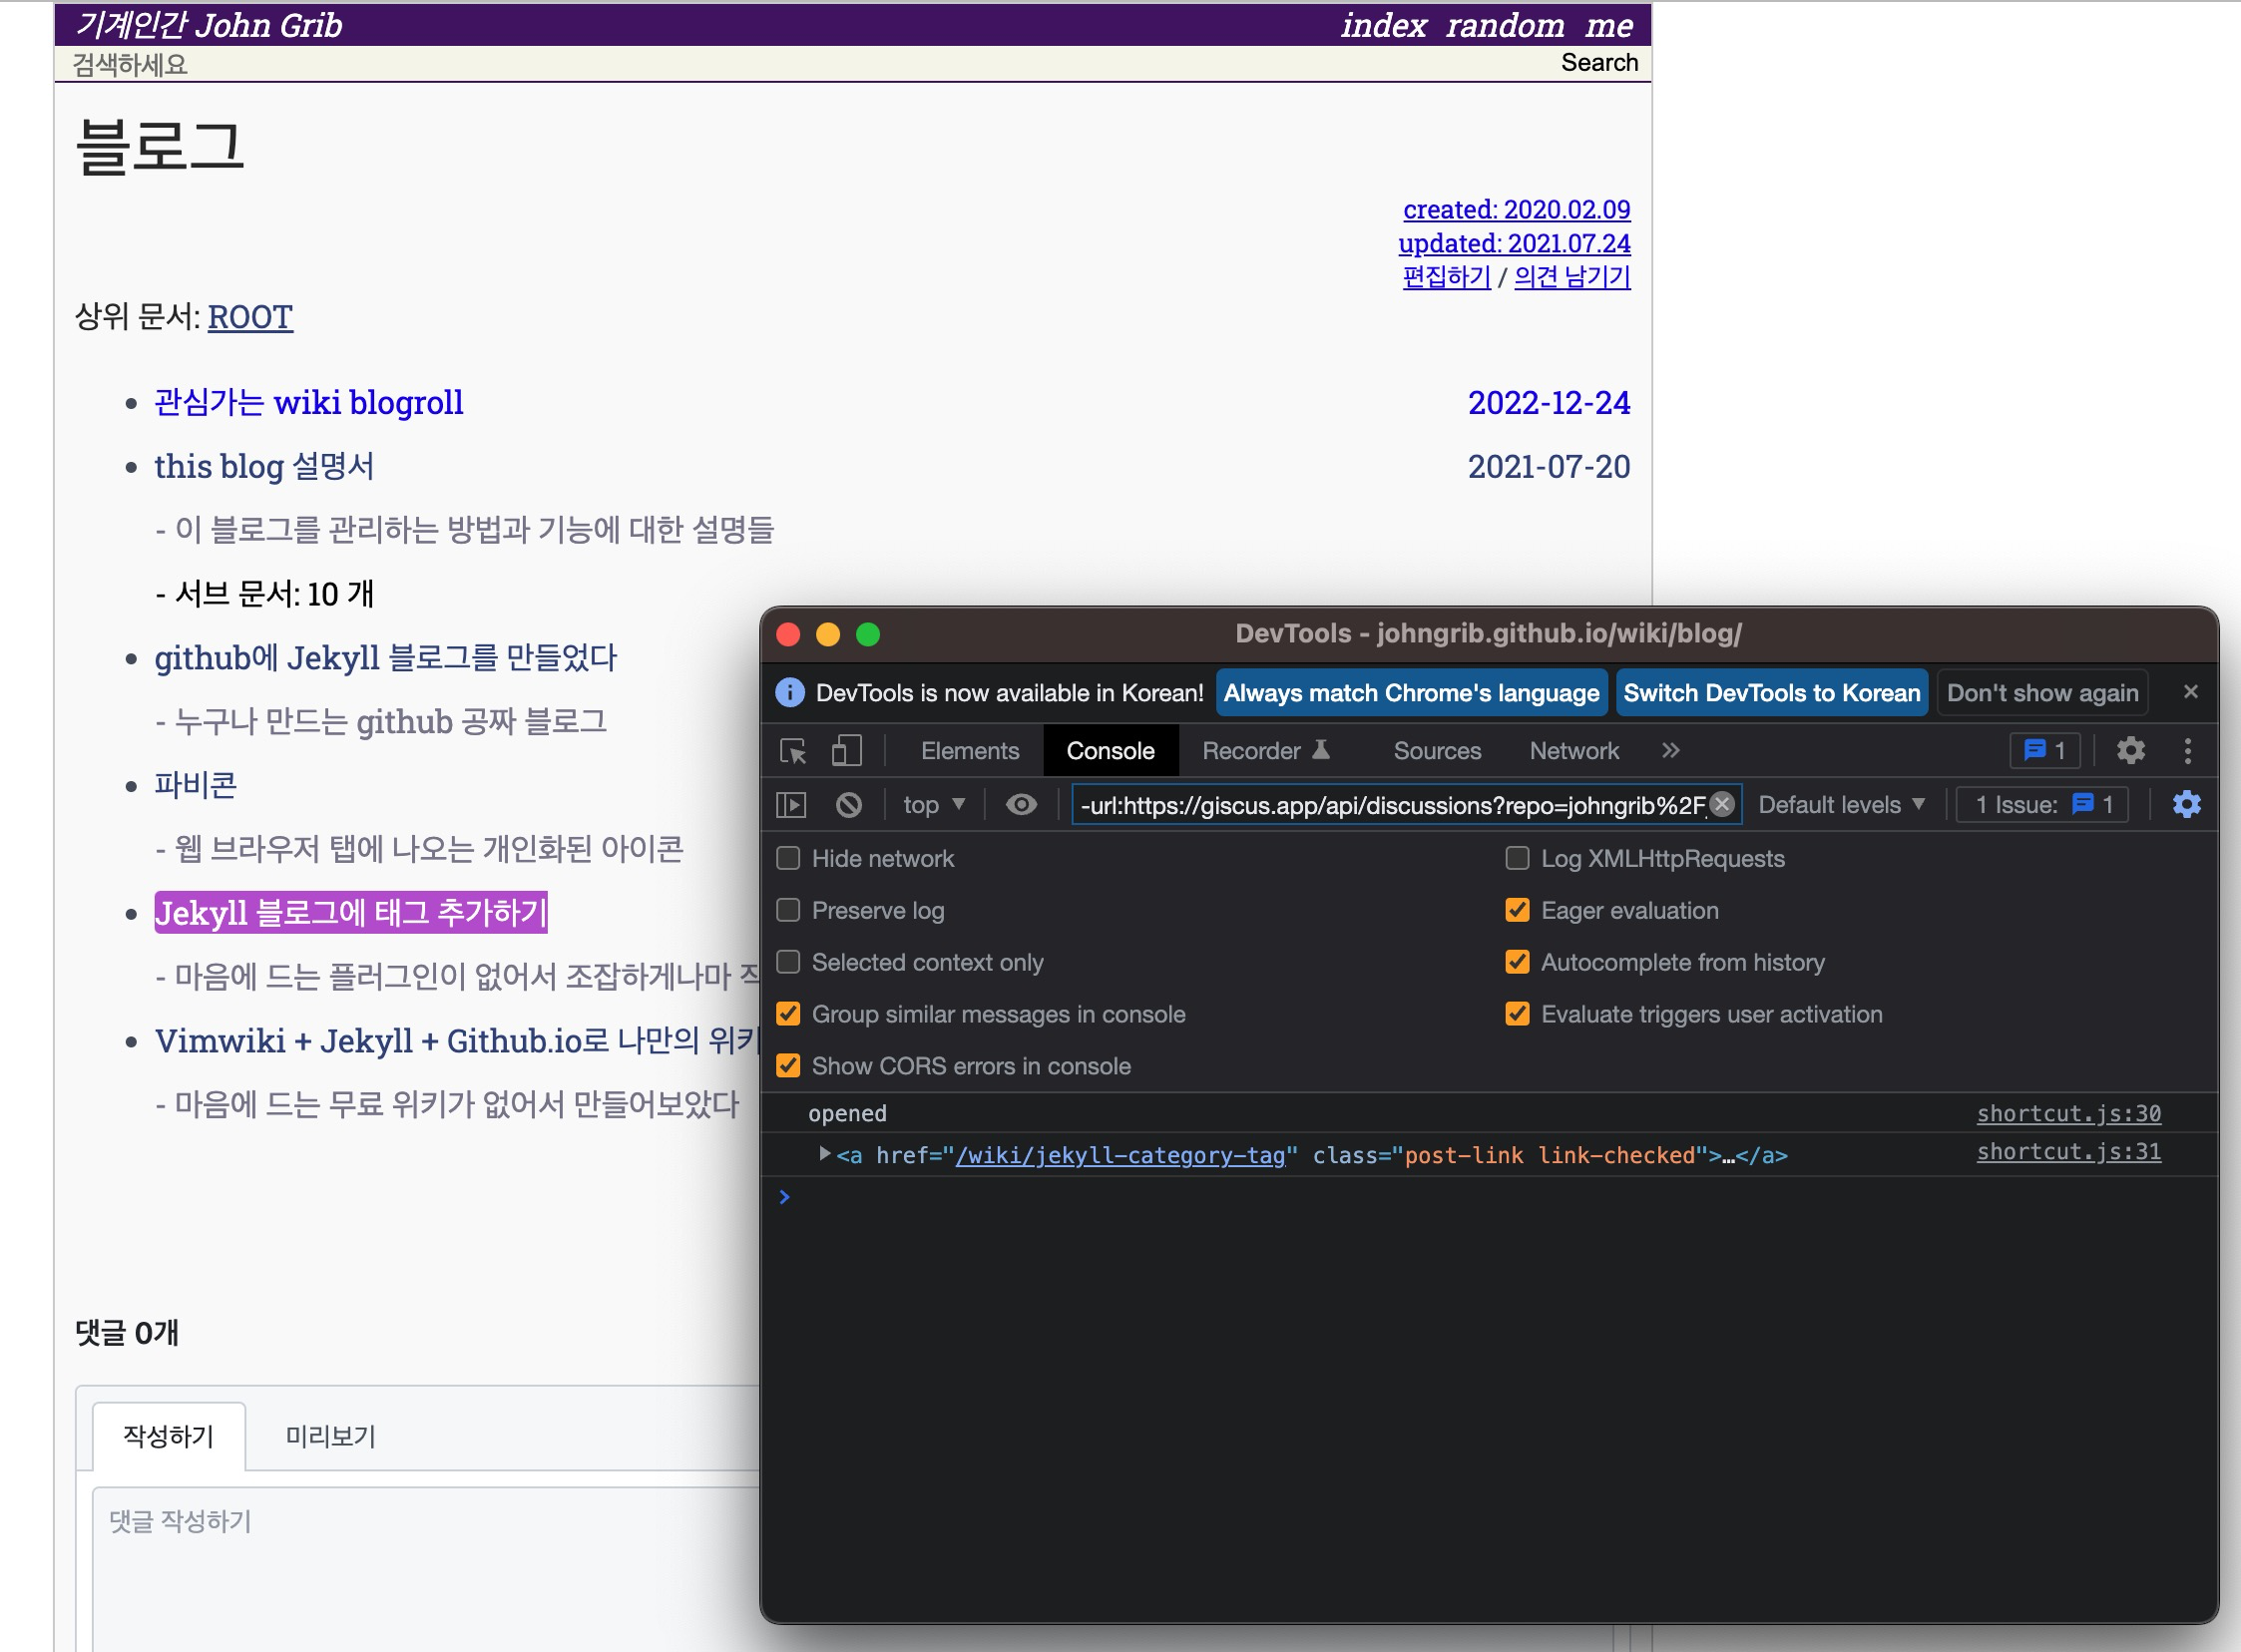 기계인간 John Grib index random me
검색하세요 Search
블로그
created: 2020.02.09
updated: 2021.07.24
편집하기 / 의견 남기기
상위 문서: ROOT
관심가는 wiki blogroll 2022-12-24
this blog 설명서 2021-07-20
- 이 블로그를 관리하는 방법과 기능에 대한 설명들
- 서브 문서: 10 개
github에 Jekyll 블로그를 만들었다
- 누구나 만드는 github 공짜 블로그
파비콘
- 웹 브라우저 탭에 나오는 개인화된 아이콘
Jekyll 블로그에 태그 추가하기
- 마음에 드는 플러그인이 없어서 조잡하게나마
Vimwiki + Jekyll + Github.io로 나만의 위키
- 마음에 드는 무료 위키가 없어서 만들어보았다
댓글 0개
작성하기 미리보기
댓글 작성하기
DevTools - johngrib.github.io/wiki/blog/
DevTools is now available in Korean! Always match Chrome's language Switch DevTools to Korean Don't show again
Elements Console Recorder Sources Network 1
top -url:https://giscus.app/api/discussions?repo=johngrib%2F Default levels 1 Issue: 1
Hide network Log XMLHttpRequests
Preserve log Eager evaluation
Selected context only Autocomplete from history
Group similar messages in console Evaluate triggers user activation
Show CORS errors in console
opened shortcut.js:30
<a href="/wiki/jekyll-category-tag" class="post-link link-checked">…</a> shortcut.js:31